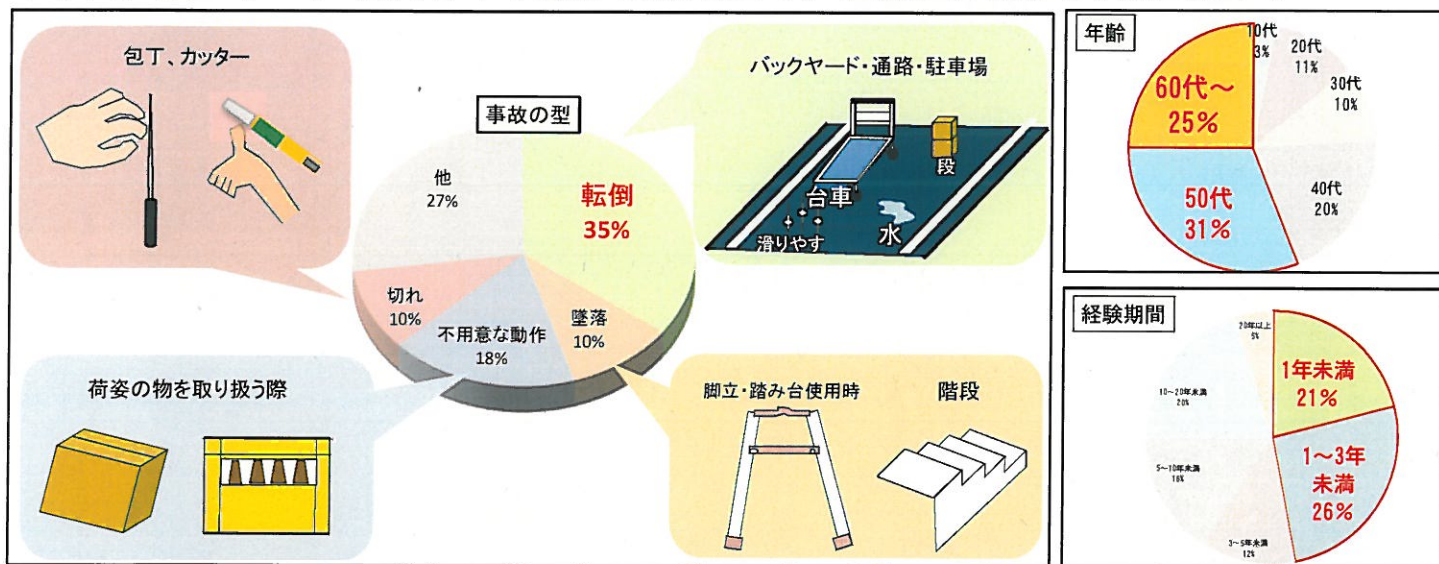 包丁、カッター
事故の型
他
27%
転倒
35%
切れ
10%
不用意な動作
18%
墜落
10%
バックヤード・通路・駐車場
台車
段
滑りやす
水
荷姿の物を取り扱う際
脚立・踏み台使用時
階段
年齢
10代
3%
20代
11%
30代
10%
40代
20%
50代
31%
60代～
25%
経験期間
20年以上
5%
1年未満
21%
1～3年
未満
26%
3～5年未満
12%
5～10年未満
16%
10～20年未満
20%